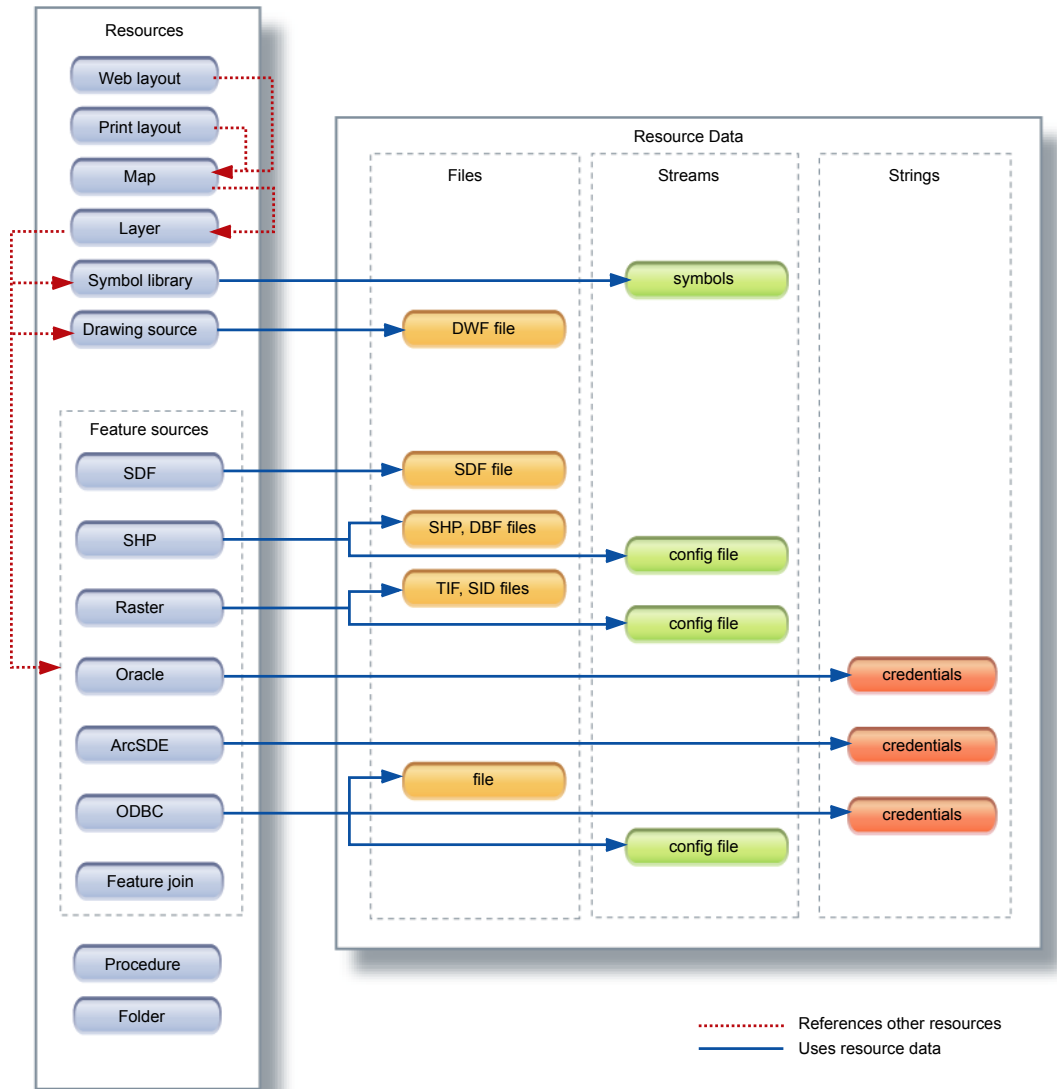 Resources
Web layout
Print layout
Map
Layer
Symbol library
Drawing source
Feature sources
SDF
SHP
Raster
Oracle
ArcSDE
ODBC
Feature join
Procedure
Folder
Resource Data
Files
Streams
Strings
symbols
DWF file
SDF file
SHP, DBF files
config file
TIF, SID files
config file
credentials
credentials
file
credentials
config file
References other resources
Uses resource data